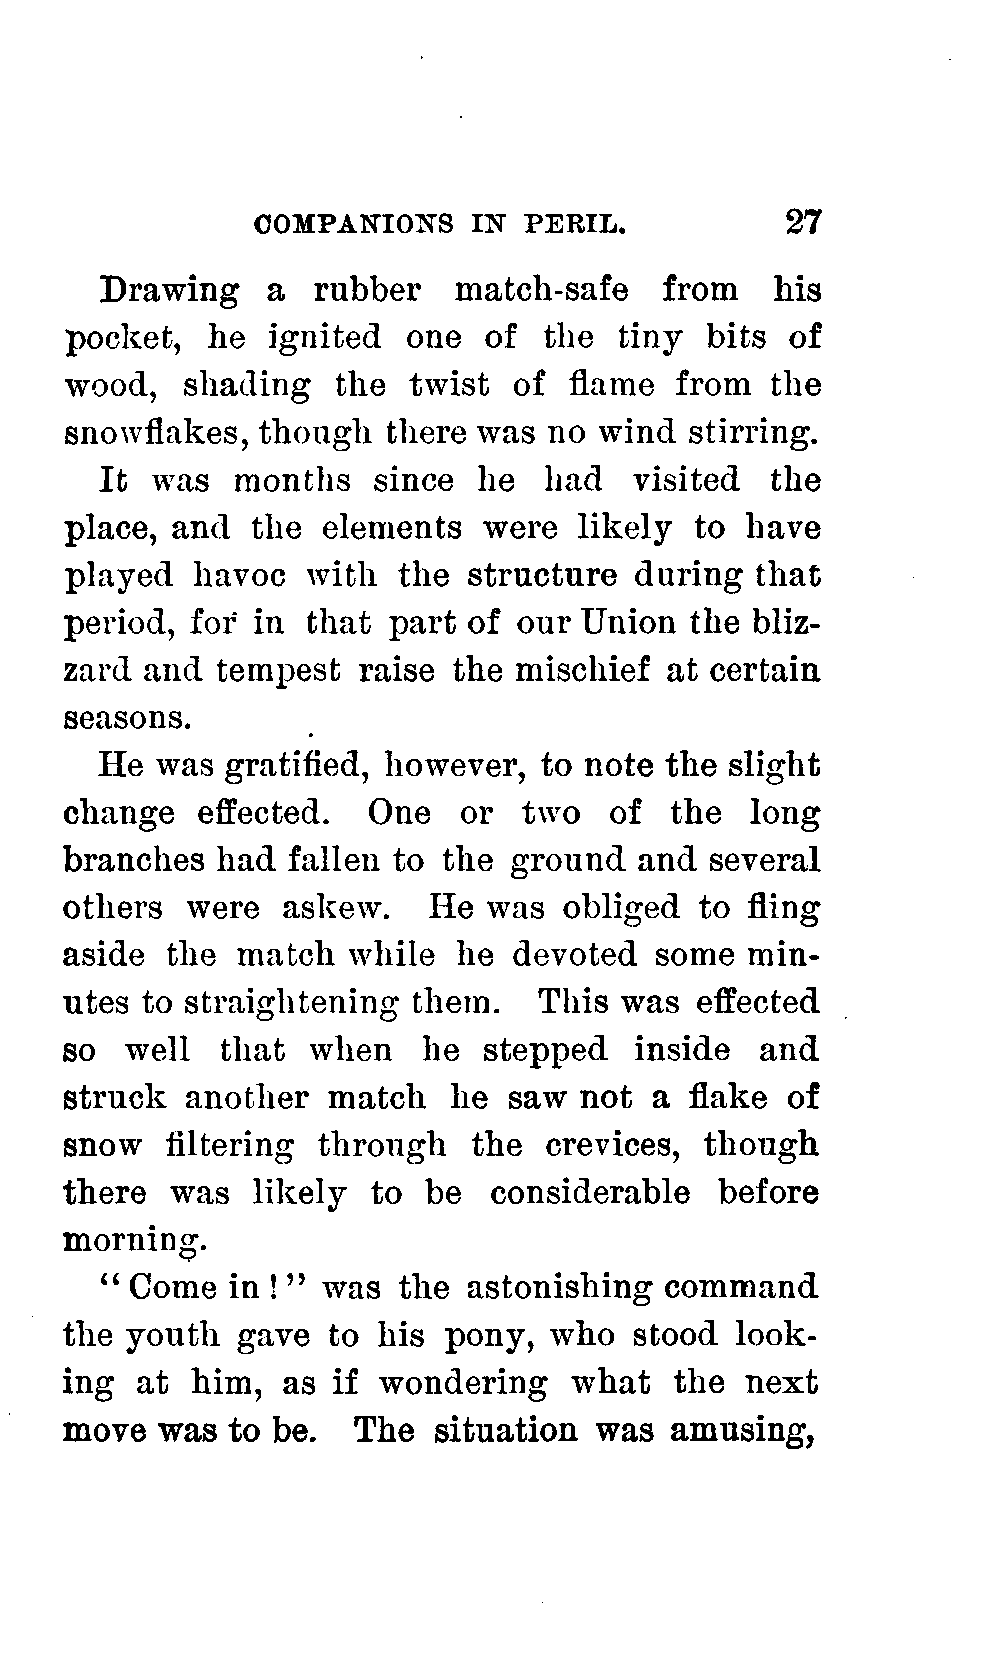 COMPANIONS IN PERIL. 27
Drawing a rubber match-safe from his
pocket, he ignited one of the tiny bits of
wood, shading the twist of flame from the
snowflakes, though there was no wind stirring.
It was months since he had visited the
place, and the elements were likely to have
played havoc with the structure during that
period, for in that part of our Union the bliz-
zard and tempest raise the mischief at certain
seasons.
He was gratified, however, to note the slight
change effected. One or two of the long
branches had fallen to the ground and several
others were askew. He was obliged to fling
aside the match while he devoted some min-
utes to straightening them. This was effected
so well that when he stepped inside and
struck another match he saw not a flake of
snow filtering through the crevices, though
there was likely to be considerable before
morning.
"Come in!" was the astonishing command
the youth gave to his pony, who stood look-
ing at him, as if wondering what the next
move was to be. The situation was amusing,